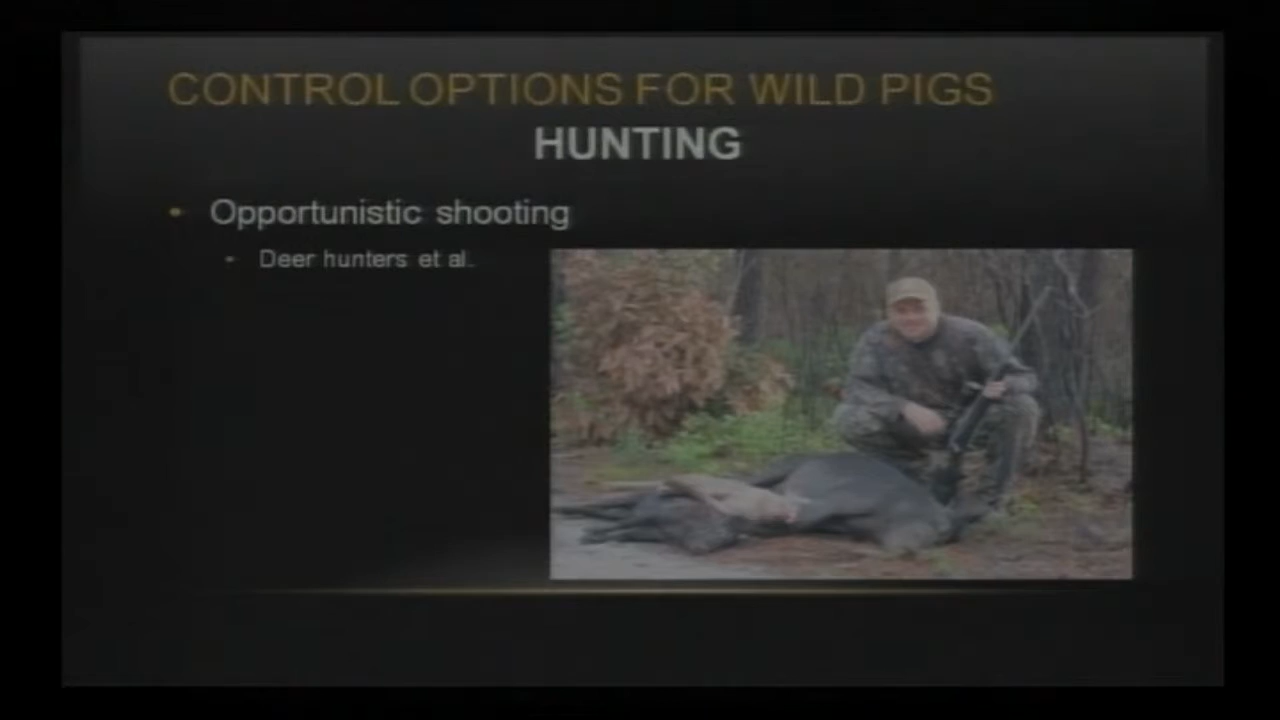 CONTROL OPTIONS FOR WILD PIGS
HUNTING
• Opportunistic shooting
- Deer hunters et al.